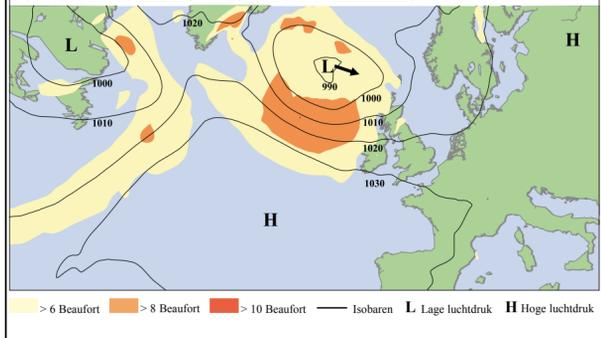 1020
L
H
L
990
1000
1000
1010
1010
1020
1030
H
> 6 Beaufort > 8 Beaufort > 10 Beaufort Isobaren L Lage luchtdruk H Hoge luchtdruk